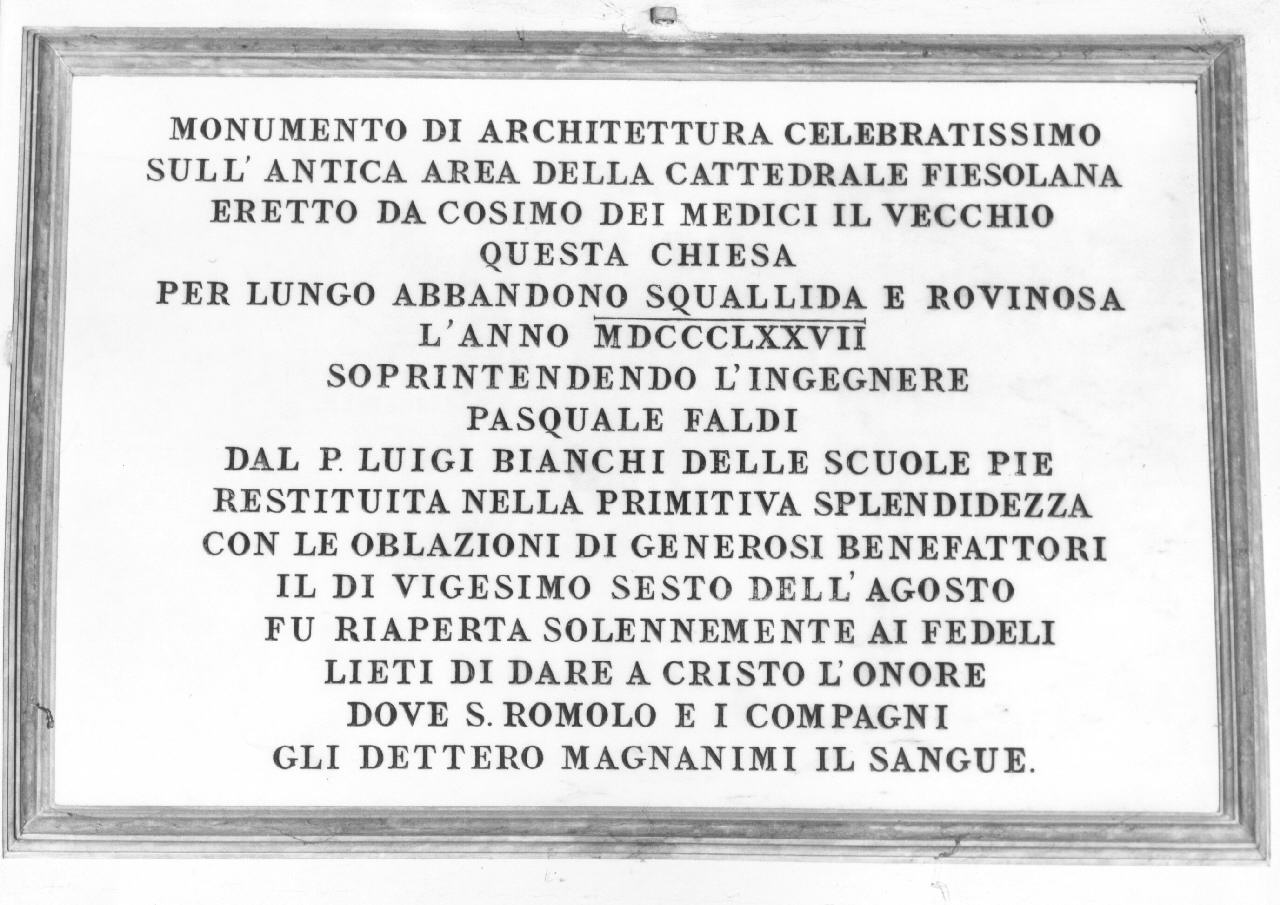 MONUMENTO DI ARCHITETTURA CELEBRATISSIMO
SULL' ANTICA AREA DELLA CATTEDRALE FIESOLANA
ERETTO DA COSIMO DEI MEDICI IL VECCHIO
QUESTA CHIESA
PER LUNGO ABBANDONO SQUALLIDA E ROVINOSA
L'ANNO MDCCCLXXVII
SOPRINTENDENDO L'INGEGNERE
PASQUALE FALDI
DAL P. LUIGI BIANCHI DELLE SCUOLE PIE
RESTITUITA NELLA PRIMITIVA SPLENDIDEZZA
CON LE OBLAZIONI DI GENEROSI BENEFATTORI
IL DI VIGESIMO SESTO DELL' AGOSTO
FU RIAPERTA SOLENNEMENTE AI FEDELI
LIETI DI DARE A CRISTO L'ONORE
DOVE S. ROMOLO E I COMPAGNI
GLI DETTERO MAGNANIMI IL SANGUE.